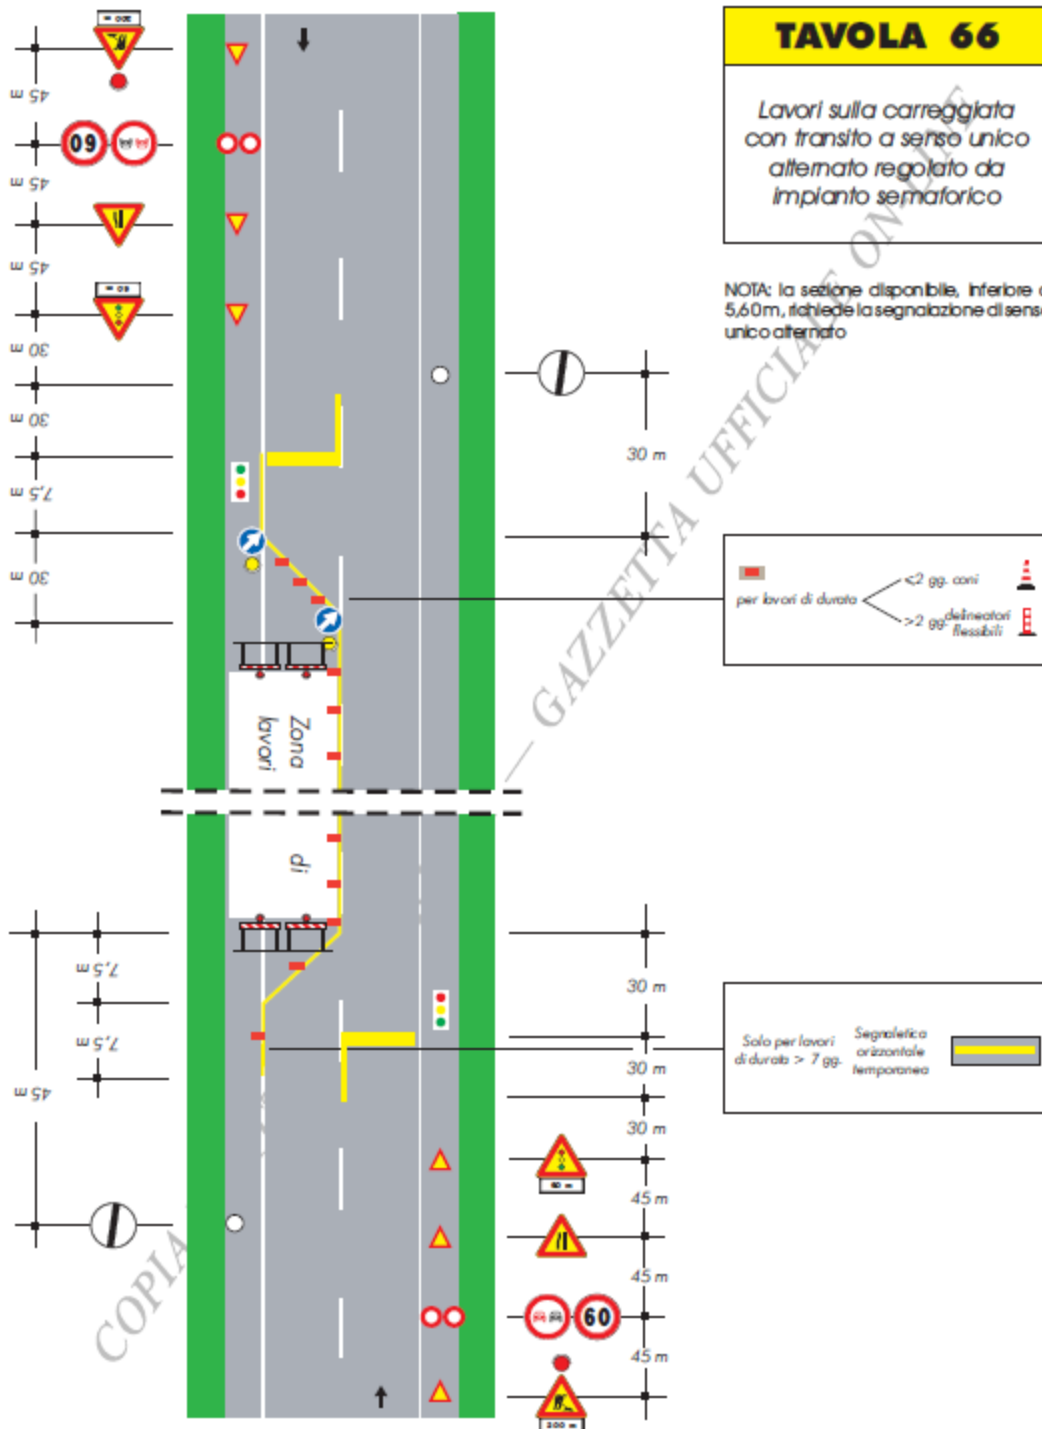 TAVOLA 66
Lavori sulla carreggiata
con transito a senso unico
alternato regolato da
impianto semaforico
NOTA: la sezione disponibile, inferiore a
5,60m, richiede la segnalazione di senso
unico alternato
45 m
60
45 m
45 m
60 m
30 m
30 m
7,5 m
30 m
30 m
per lavori di durata
<2 gg. coni
>2 gg. delineatori
flessibili
Zona
lavori
di
7,5 m
7,5 m
45 m
30 m
30 m
30 m
Solo per lavori
di durata > 7 gg.
Segnaletica
orizzontale
temporanea
60 m
45 m
45 m
60
45 m
200 m
COPIA
— GAZZETTA UFFICIALE ON-LINE